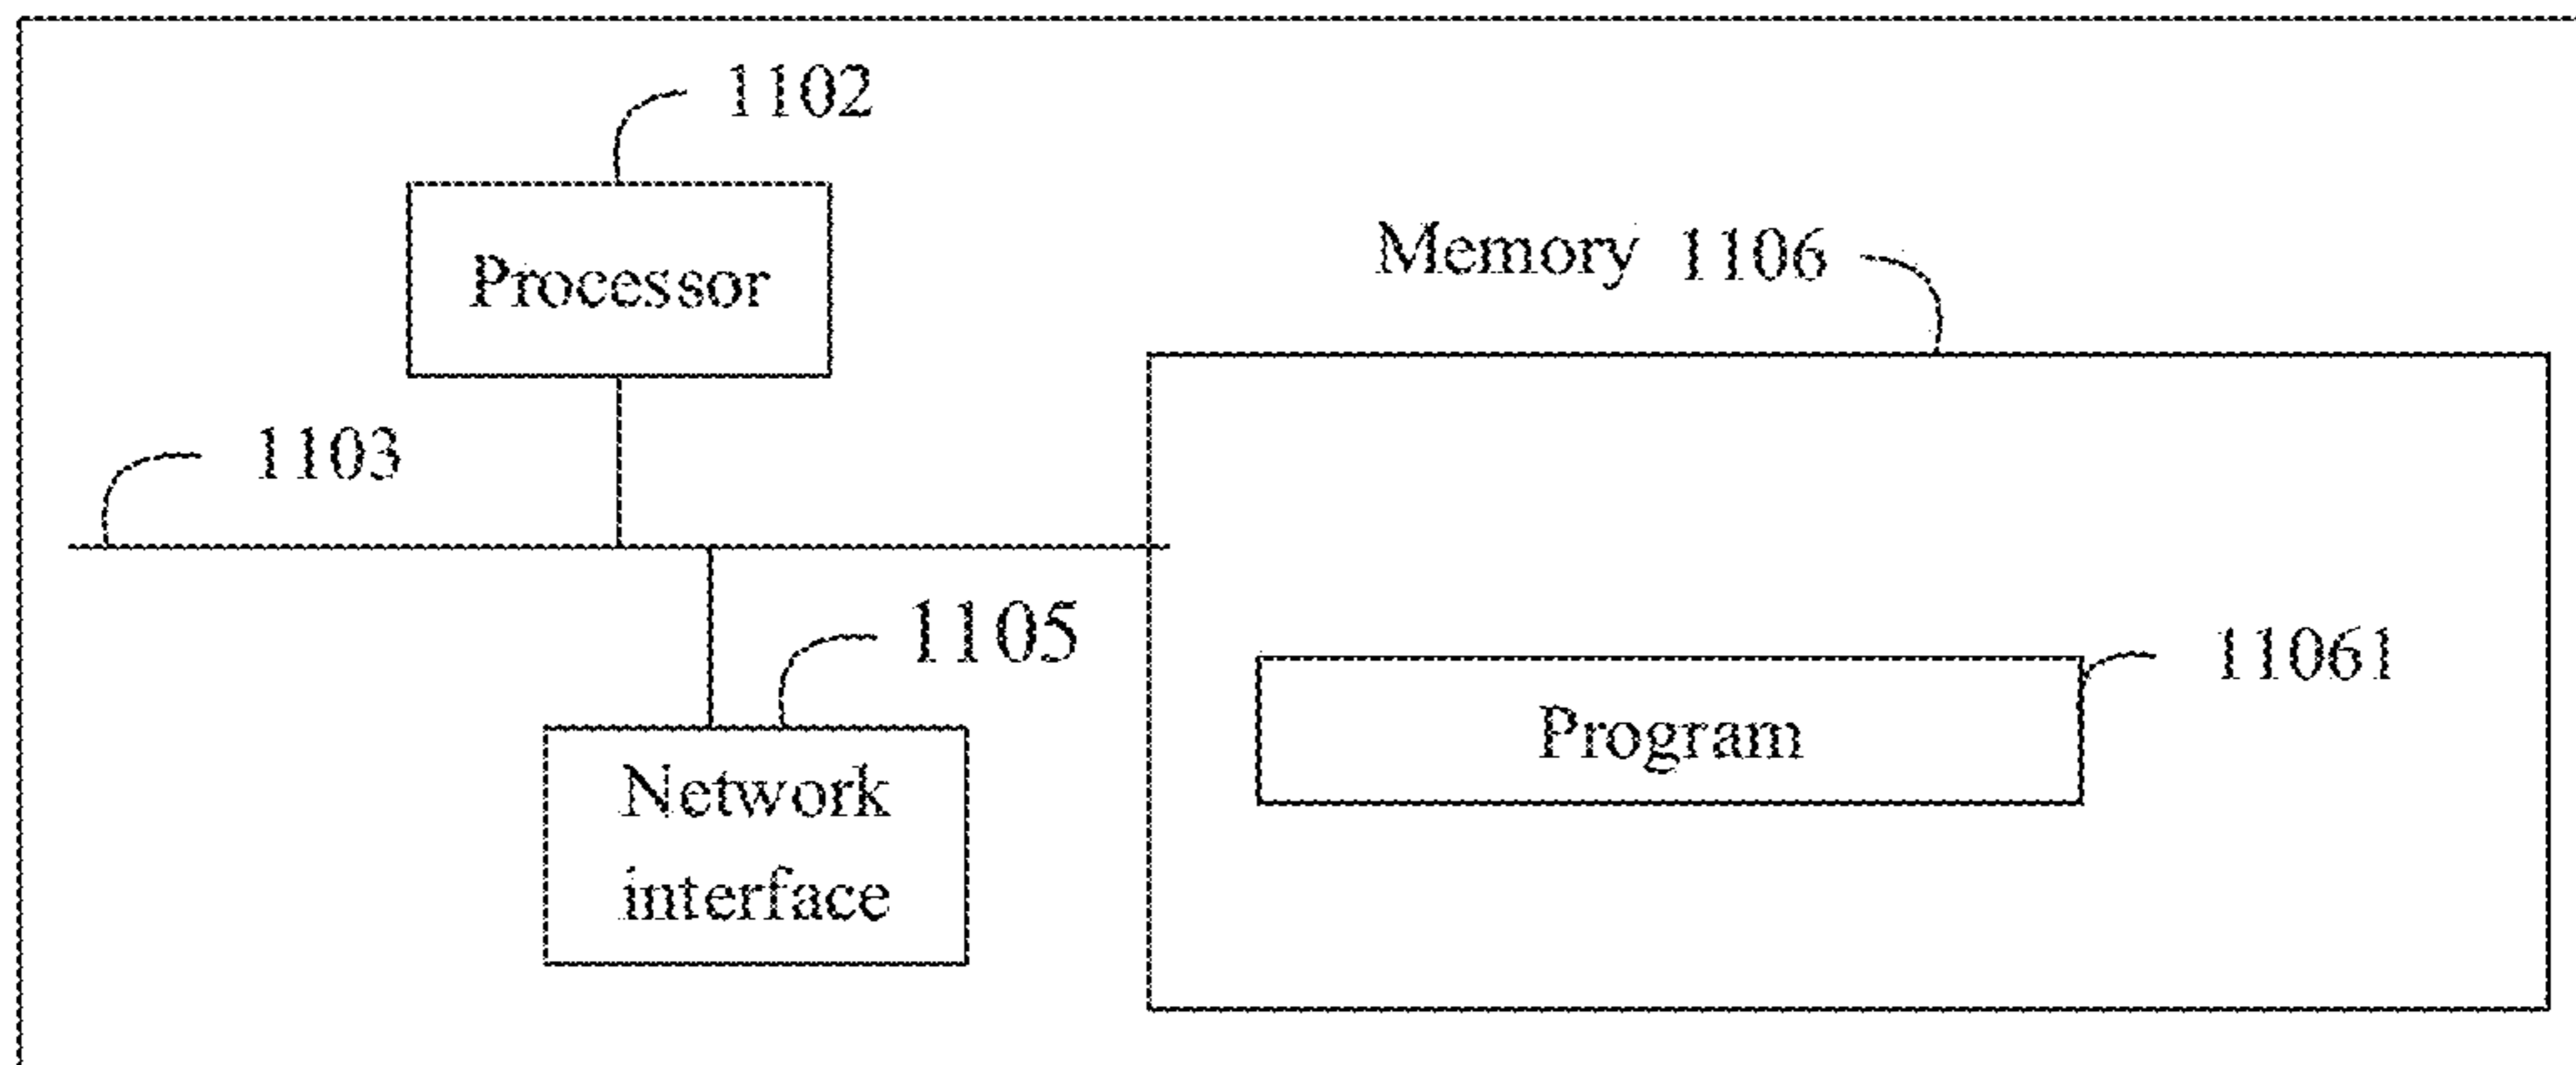 1102
Processor
Memory 1106
1103
1105
11061
Program
Network
interface